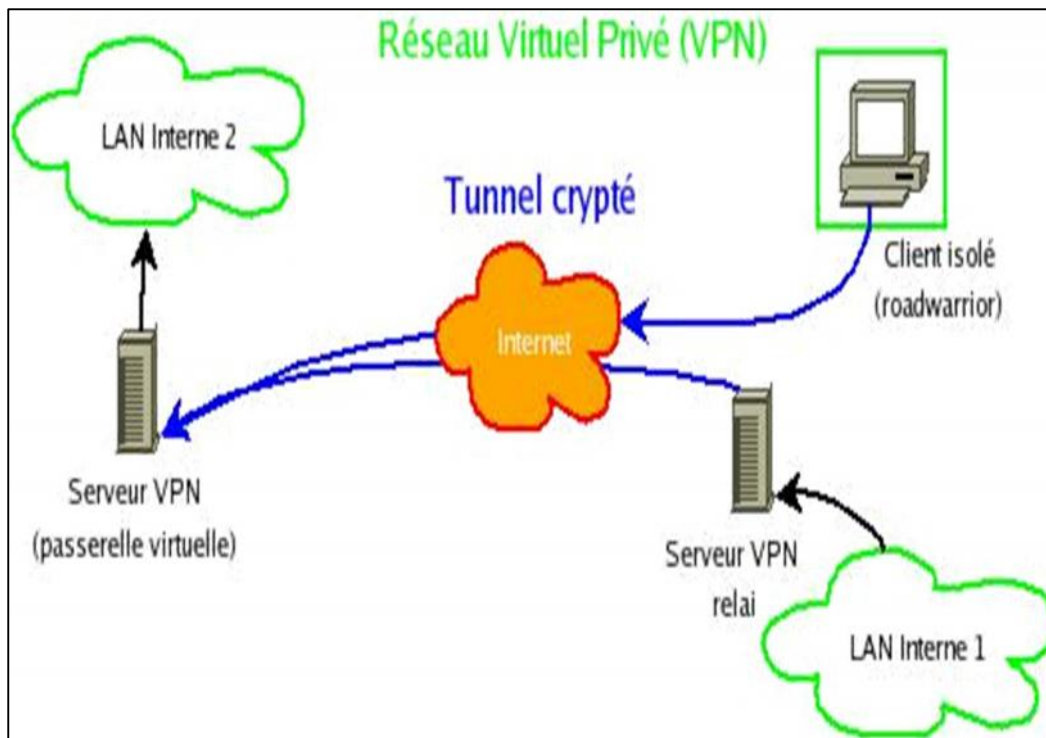 Réseau Virtuel Privé (VPN)
LAN Interne 2
Tunnel crypté
Client isolé
(roadwarrior)
Internet
Serveur VPN
(passerelle virtuelle)
Serveur VPN
relai
LAN Interne 1